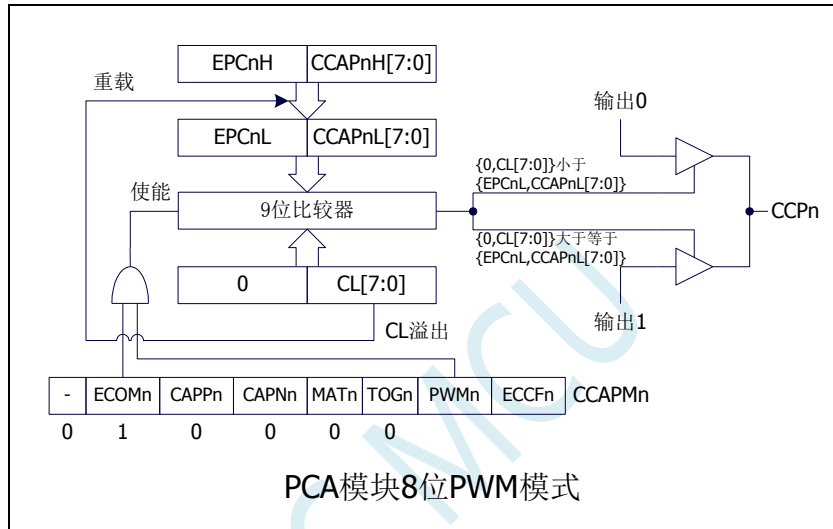 EPCnH CCAPnH[7:0]
重载
输出0
EPCnL CCAPnL[7:0]
{0,CL[7:0]}小于
{EPCnL,CCAPnL[7:0]}
使能
9位比较器
CCPn
{0,CL[7:0]}大于等于
{EPCnL,CCAPnL[7:0]}
0 CL[7:0]
输出1
CL溢出
- ECOMn CAPPn CAPNn MATn TOGn PWMn ECCFn CCAPMn
0 1 0 0 0 0
PCA模块8位PWM模式
MCU